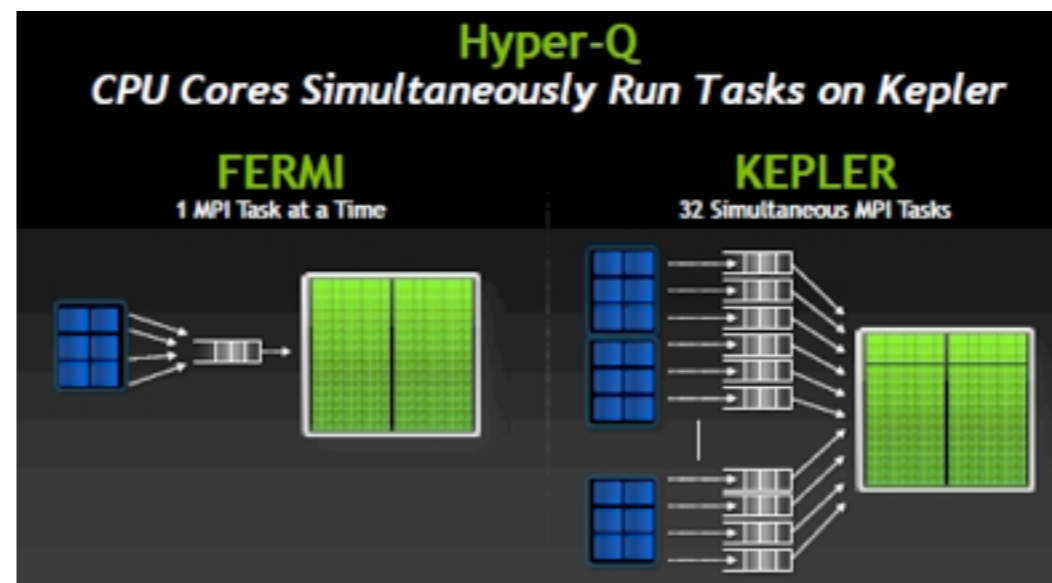 Hyper-Q
CPU Cores Simultaneously Run Tasks on Kepler
FERMI
1 MPI Task at a Time
KEPLER
32 Simultaneous MPI Tasks